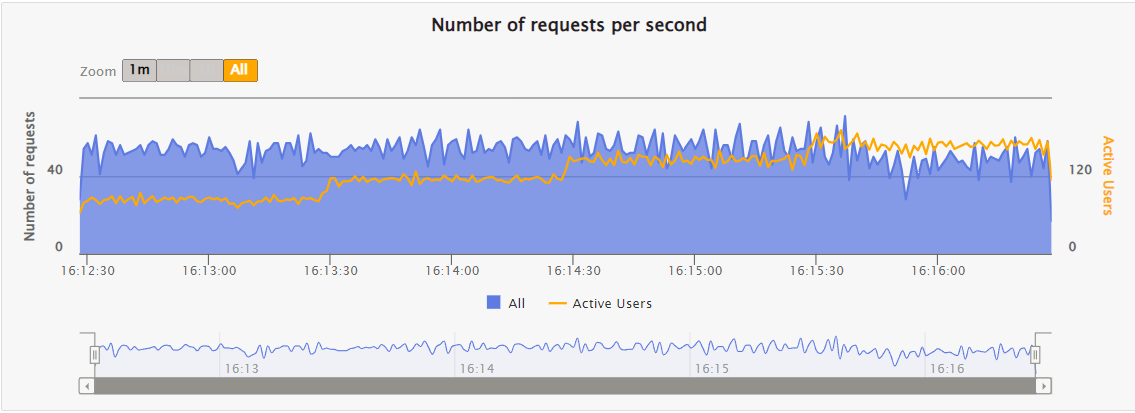 Number of requests per second
Zoom 1m All
Number of requests
40
0
Active Users
120
0
16:12:30 16:13:00 16:13:30 16:14:00 16:14:30 16:15:00 16:15:30 16:16:00
All Active Users
16:13 16:14 16:15 16:16